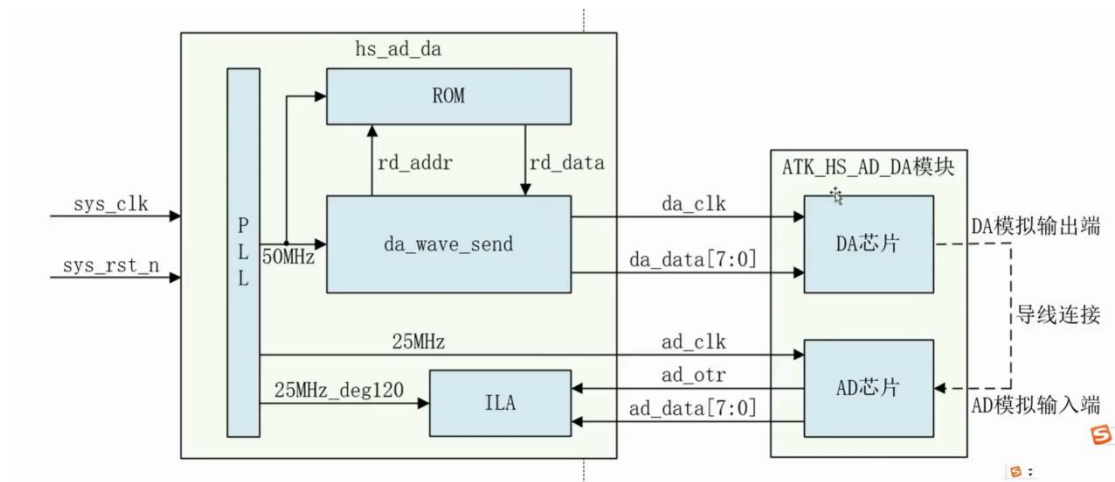 hs_ad_da
ROM
rd_addr
rd_data
ATK_HS_AD_DA模块
sys_clk
da_clk
DA模拟输出端
PLL
50MHz
da_wave_send
DA芯片
sys_rst_n
da_data[7:0]
导线连接
25MHz
ad_clk
ad_otr
25MHz_deg120
ILA
AD芯片
ad_data[7:0]
AD模拟输入端